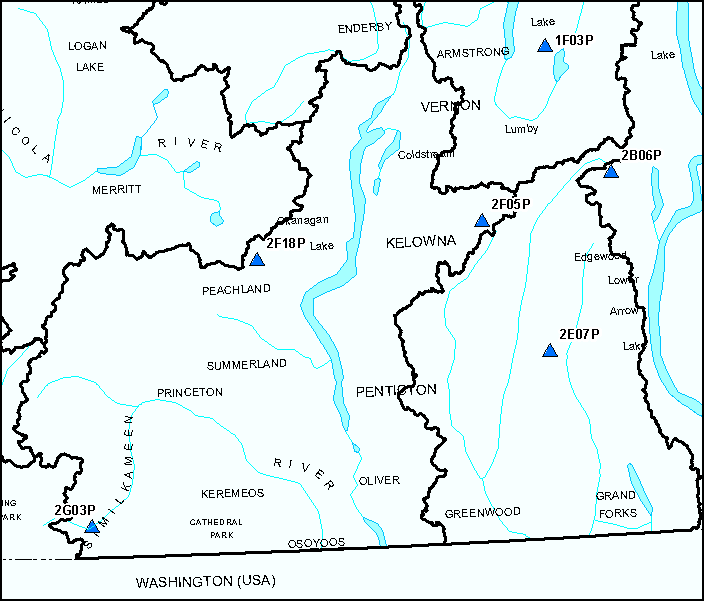 LOGAN
LAKE
ENDERBY
Lake
1F03P
ARMSTRONG
Lake
VERNON
NICOLA
RIVER
Lumby
Coldstream
2B06P
MERRITT
2F05P
Okanagan
Lake
2F18P
KELOWNA
Edgewood
PEACHLAND
Lower
Arrow
2E07P
Lake
SUMMERLAND
PRINCETON
PENTICTON
SIMILKAMEEN
RIVER
OLIVER
KEREMEOS
ING
PARK
2G03P
CATHEDRAL
PARK
GREENWOOD
GRAND
FORKS
OSOYOOS
WASHINGTON (USA)